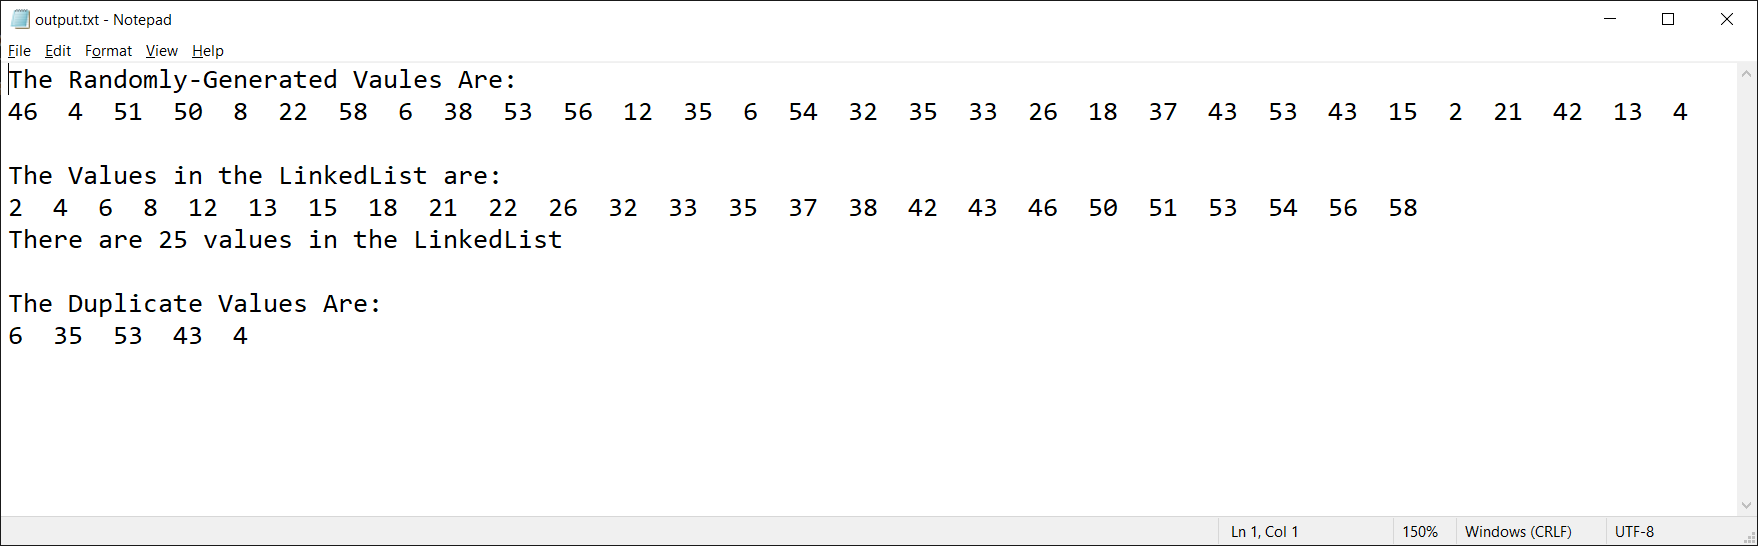 output.txt - Notepad
File Edit Format View Help
The Randomly-Generated Vaules Are:
46 4 51 50 8 22 58 6 38 53 56 12 35 6 54 32 35 33 26 18 37 43 53 43 15 2 21 42 13 4
The Values in the LinkedList are:
2 4 6 8 12 13 15 18 21 22 26 32 33 35 37 38 42 43 46 50 51 53 54 56 58
There are 25 values in the LinkedList
The Duplicate Values Are:
6 35 53 43 4
Ln 1, Col 1 150% Windows (CRLF) UTF-8